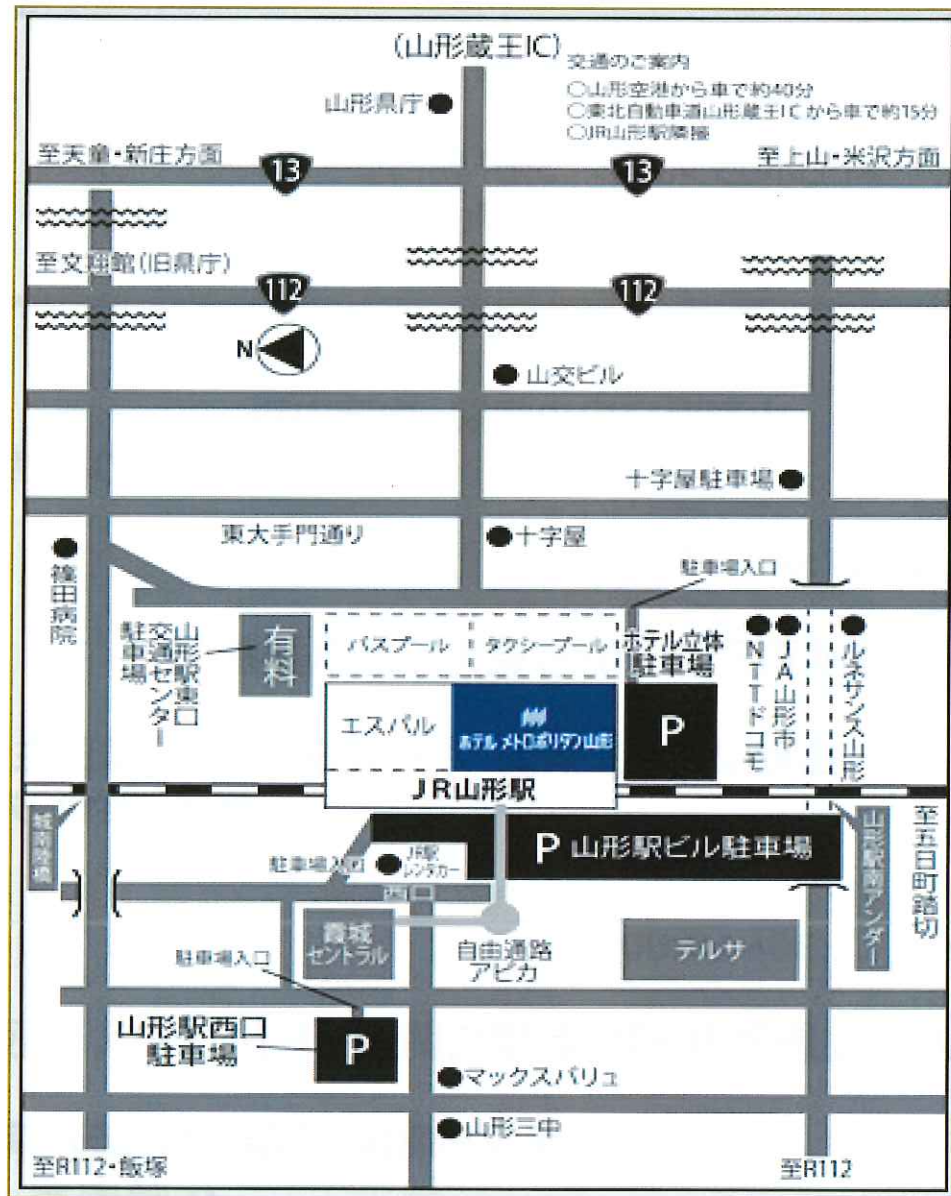 (山形蔵王IC)
交通のご案内
○山形空港から車で約40分
○東北自動車道山形蔵王ICから車で約15分
○JR山形駅隣接
山形県庁
至天童・新庄方面
13
13
至上山・米沢方面
至文翔館(旧県庁)
112
112
N
山交ビル
十字屋駐車場
東大手門通り
十字屋
駐車場入口
篠田病院
山形駅東口
交通センター
駐車場
有料
バスプール
タクシープール
ホテル立体
駐車場
NTTドコモ
JA山形市
ルネサンス山形
エスパル
ホテル メトロポリタン山形
P
JR山形駅
城南陸橋
駐車場入口
JR駅
レンタカー
P 山形駅ビル駐車場
山形駅南アンダー
至五日町踏切
西口
霞城
セントラル
自由通路
アピカ
テルサ
駐車場入口
山形駅西口
駐車場
P
マックスバリュ
山形三中
至R112・飯塚
至R112